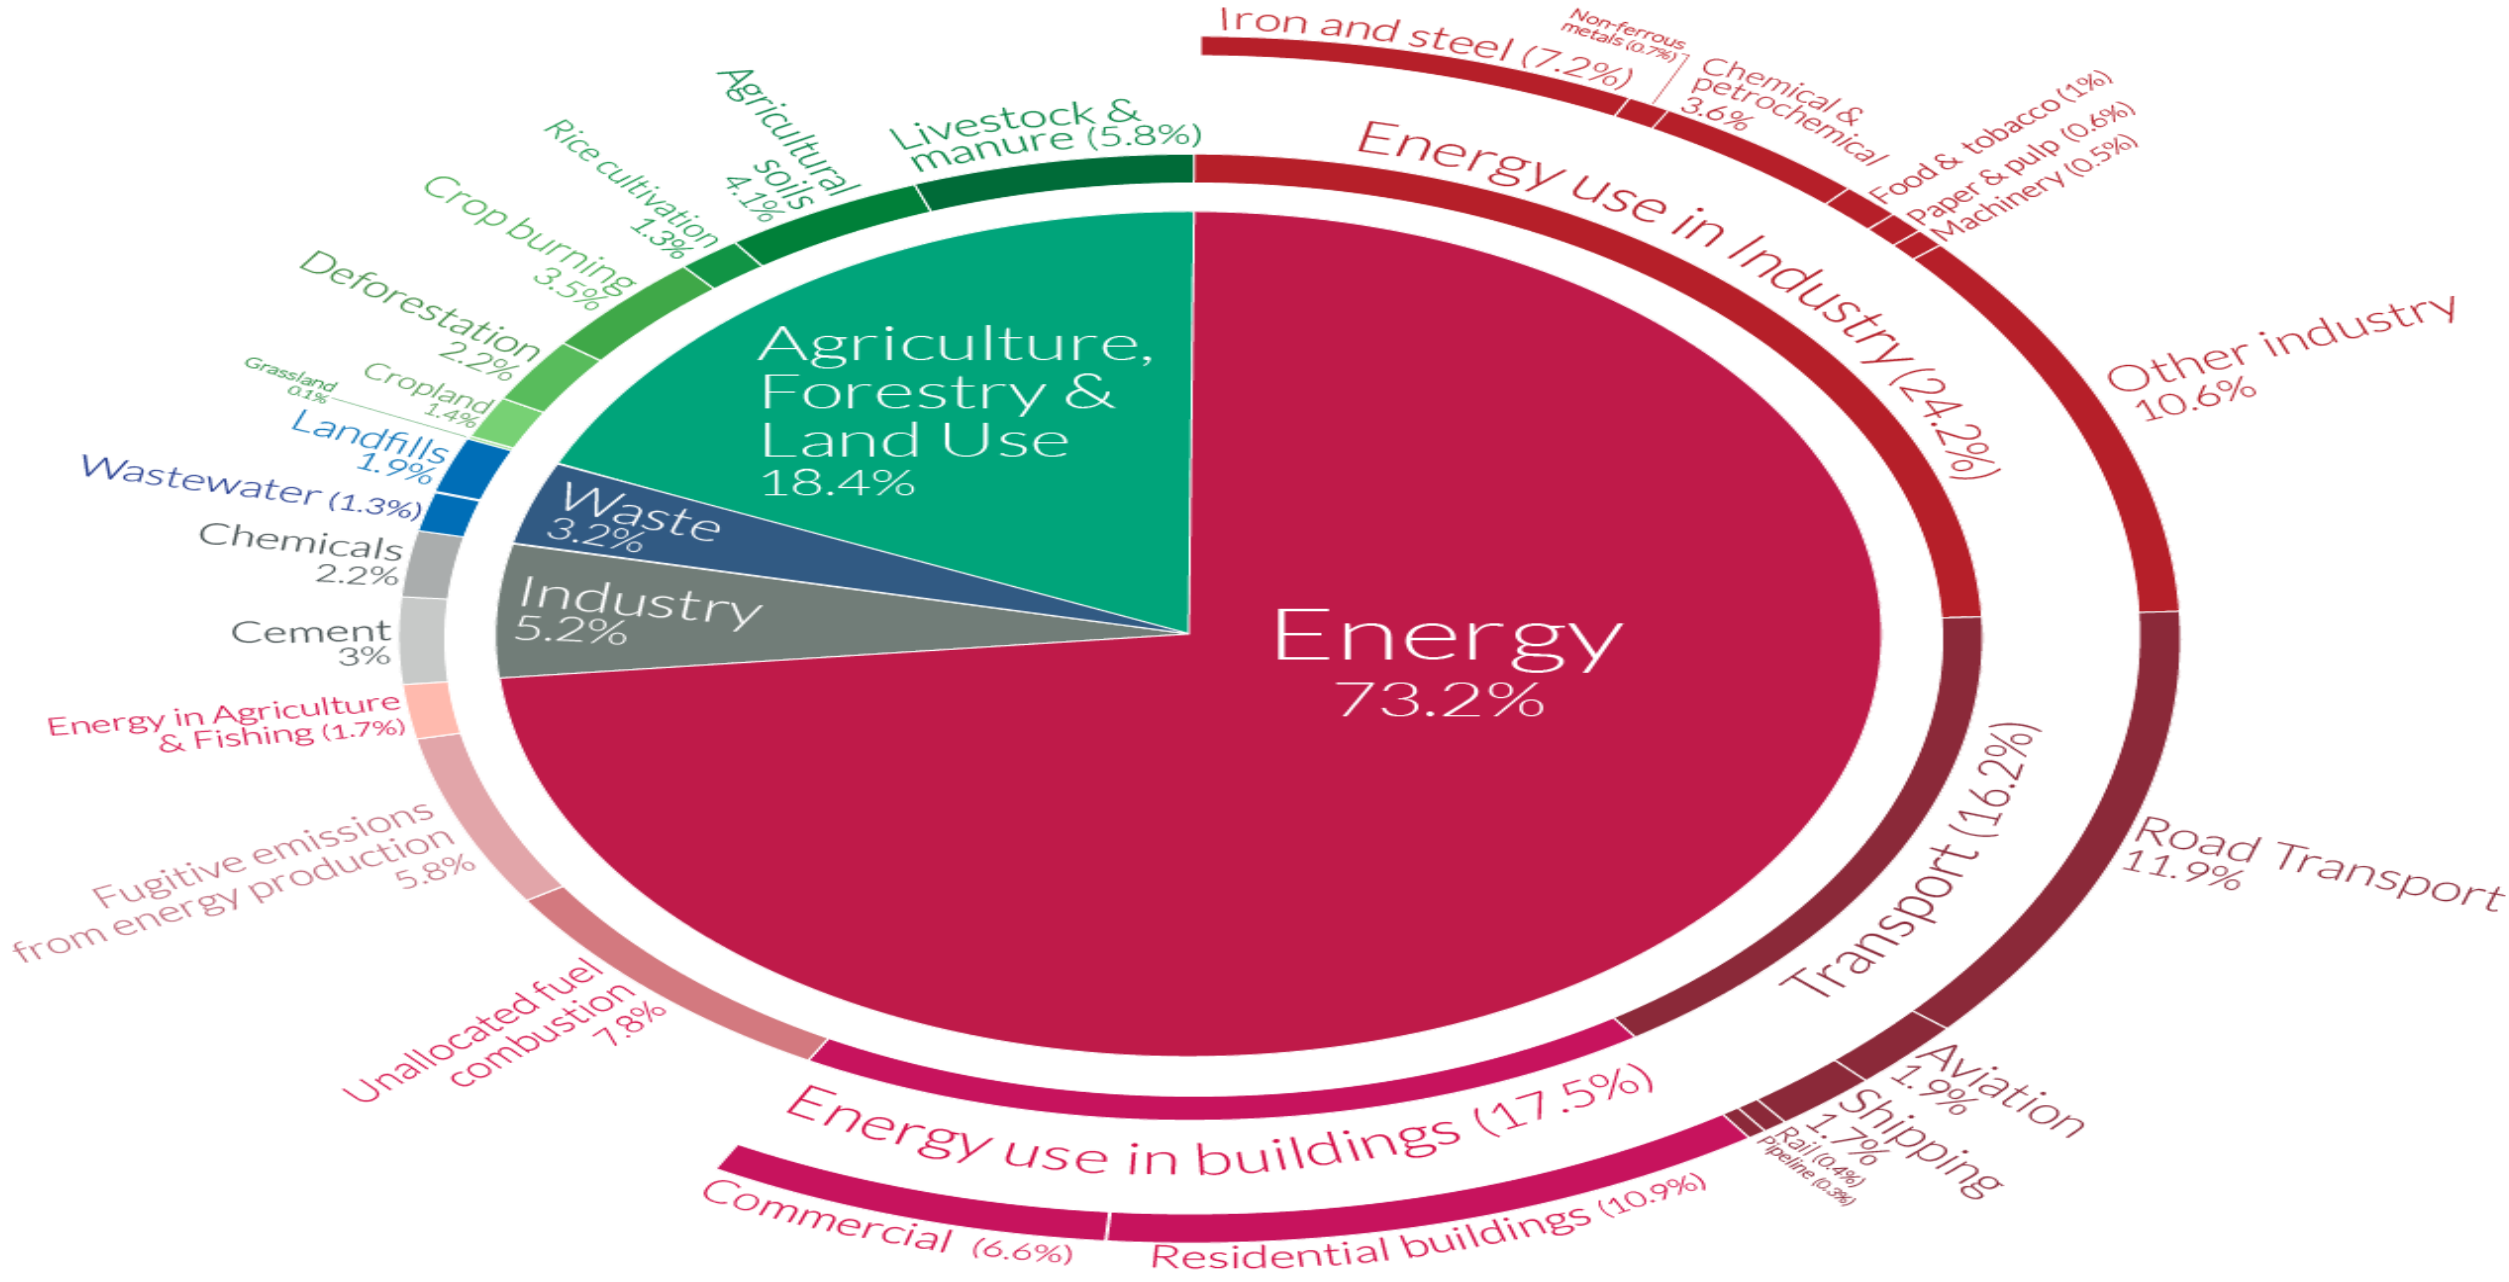 Iron and steel (7.2%)
Non-ferrous
metals (0.7%)
Chemical &
petrochemical
3.6%
Food & tobacco (1%)
Paper & pulp (0.6%)
Machinery (0.5%)
Energy use in Industry (24.2%)
Other industry
10.6%
Livestock &
manure (5.8%)
Agricultural
soils
4.1%
Rice cultivation
1.3%
Crop burning
3.5%
Deforestation
2.2%
Cropland
1.4%
Grassland
0.1%
Landfills
1.9%
Wastewater (1.3%)
Chemicals
2.2%
Cement
3%
Energy in Agriculture
& Fishing (1.7%)
Fugitive emissions
from energy production
5.8%
Unallocated fuel
combustion
7.8%
Agriculture,
Forestry &
Land Use
18.4%
Waste
3.2%
Industry
5.2%
Energy
73.2%
Transport (16.2%)
Road Transport
11.9%
Aviation
1.9%
Shipping
1.7%
Rail (0.4%)
Pipeline (0.3%)
Energy use in buildings (17.5%)
Commercial (6.6%)
Residential buildings (10.9%)